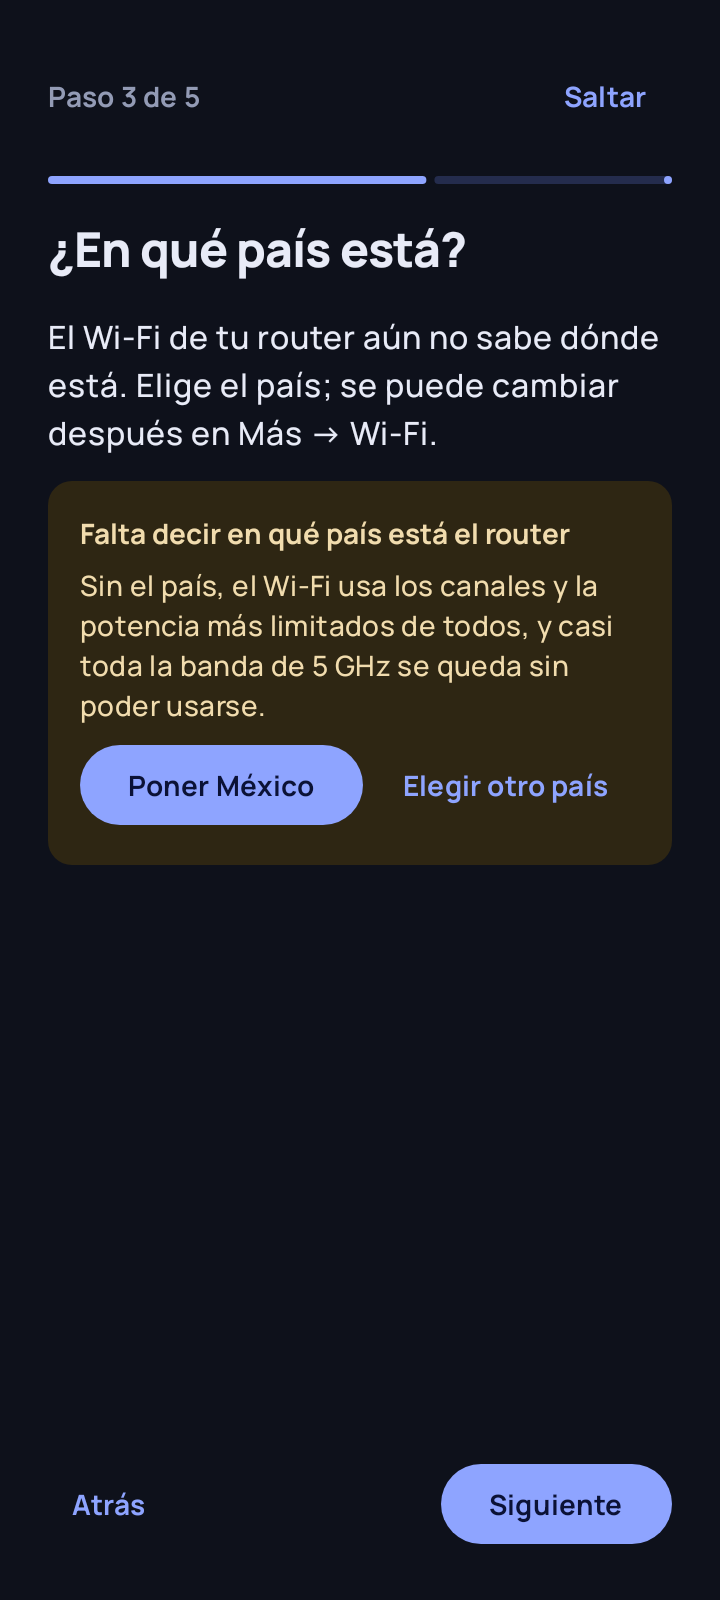 Paso 3 de 5
Saltar
¿En qué país está?
El Wi-Fi de tu router aún no sabe dónde
está. Elige el país; se puede cambiar
después en Más → Wi-Fi.
Falta decir en qué país está el router
Sin el país, el Wi-Fi usa los canales y la
potencia más limitados de todos, y casi
toda la banda de 5 GHz se queda sin
poder usarse.
Poner México
Elegir otro país
Atrás
Siguiente